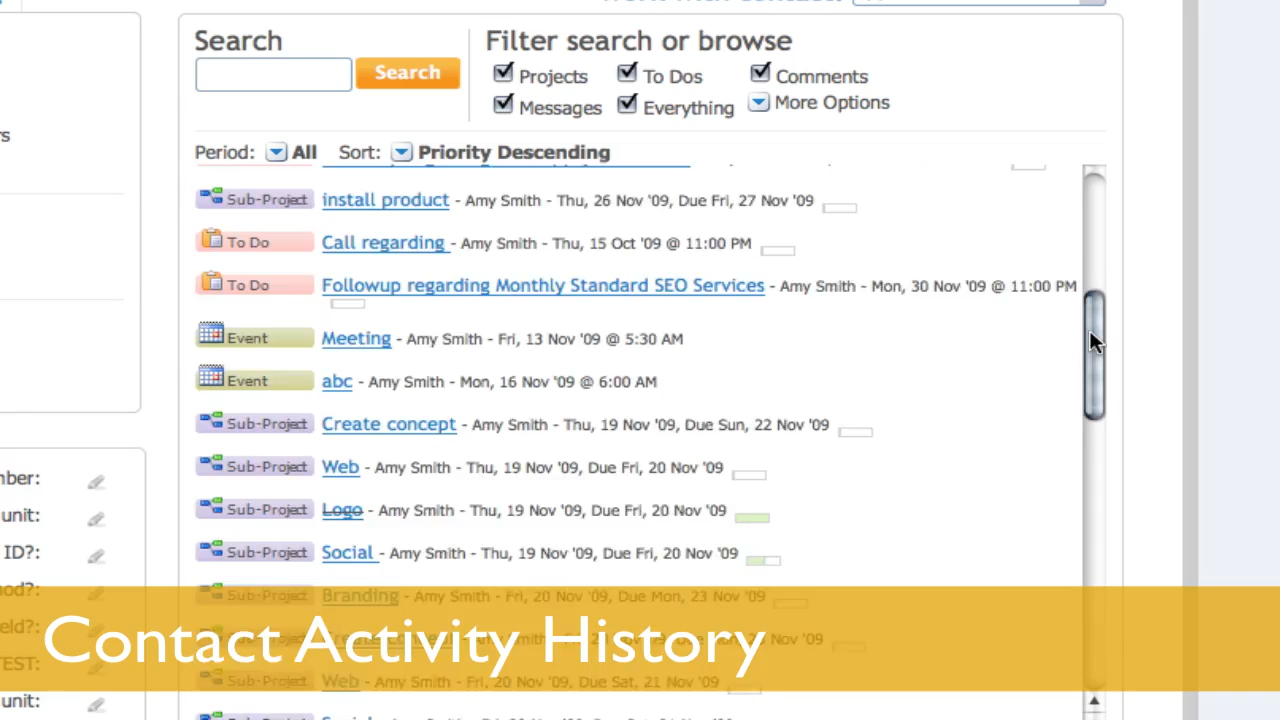 Search
Filter search or browse
Search
Projects
To Dos
Comments
Messages
Everything
More Options
Period: All Sort: Priority Descending
Sub-Project install product - Amy Smith - Thu, 26 Nov '09, Due Fri, 27 Nov '09
To Do Call regarding - Amy Smith - Thu, 15 Oct '09 @ 11:00 PM
To Do Followup regarding Monthly Standard SEO Services - Amy Smith - Mon, 30 Nov '09 @ 11:00 PM
Event Meeting - Amy Smith - Fri, 13 Nov '09 @ 5:30 AM
Event abc - Amy Smith - Mon, 16 Nov '09 @ 6:00 AM
Sub-Project Create concept - Amy Smith - Thu, 19 Nov '09, Due Sun, 22 Nov '09
Sub-Project Web - Amy Smith - Thu, 19 Nov '09, Due Fri, 20 Nov '09
Sub-Project Logo - Amy Smith - Thu, 19 Nov '09, Due Fri, 20 Nov '09
Sub-Project Social - Amy Smith - Thu, 19 Nov '09, Due Fri, 20 Nov '09
Sub-Project Branding - Amy Smith - Fri, 20 Nov '09, Due Mon, 23 Nov '09
Contact Activity History
Sub-Project Web - Amy Smith - Fri, 20 Nov '09, Due Sat, 21 Nov '09
unit:
ID?:
unit: